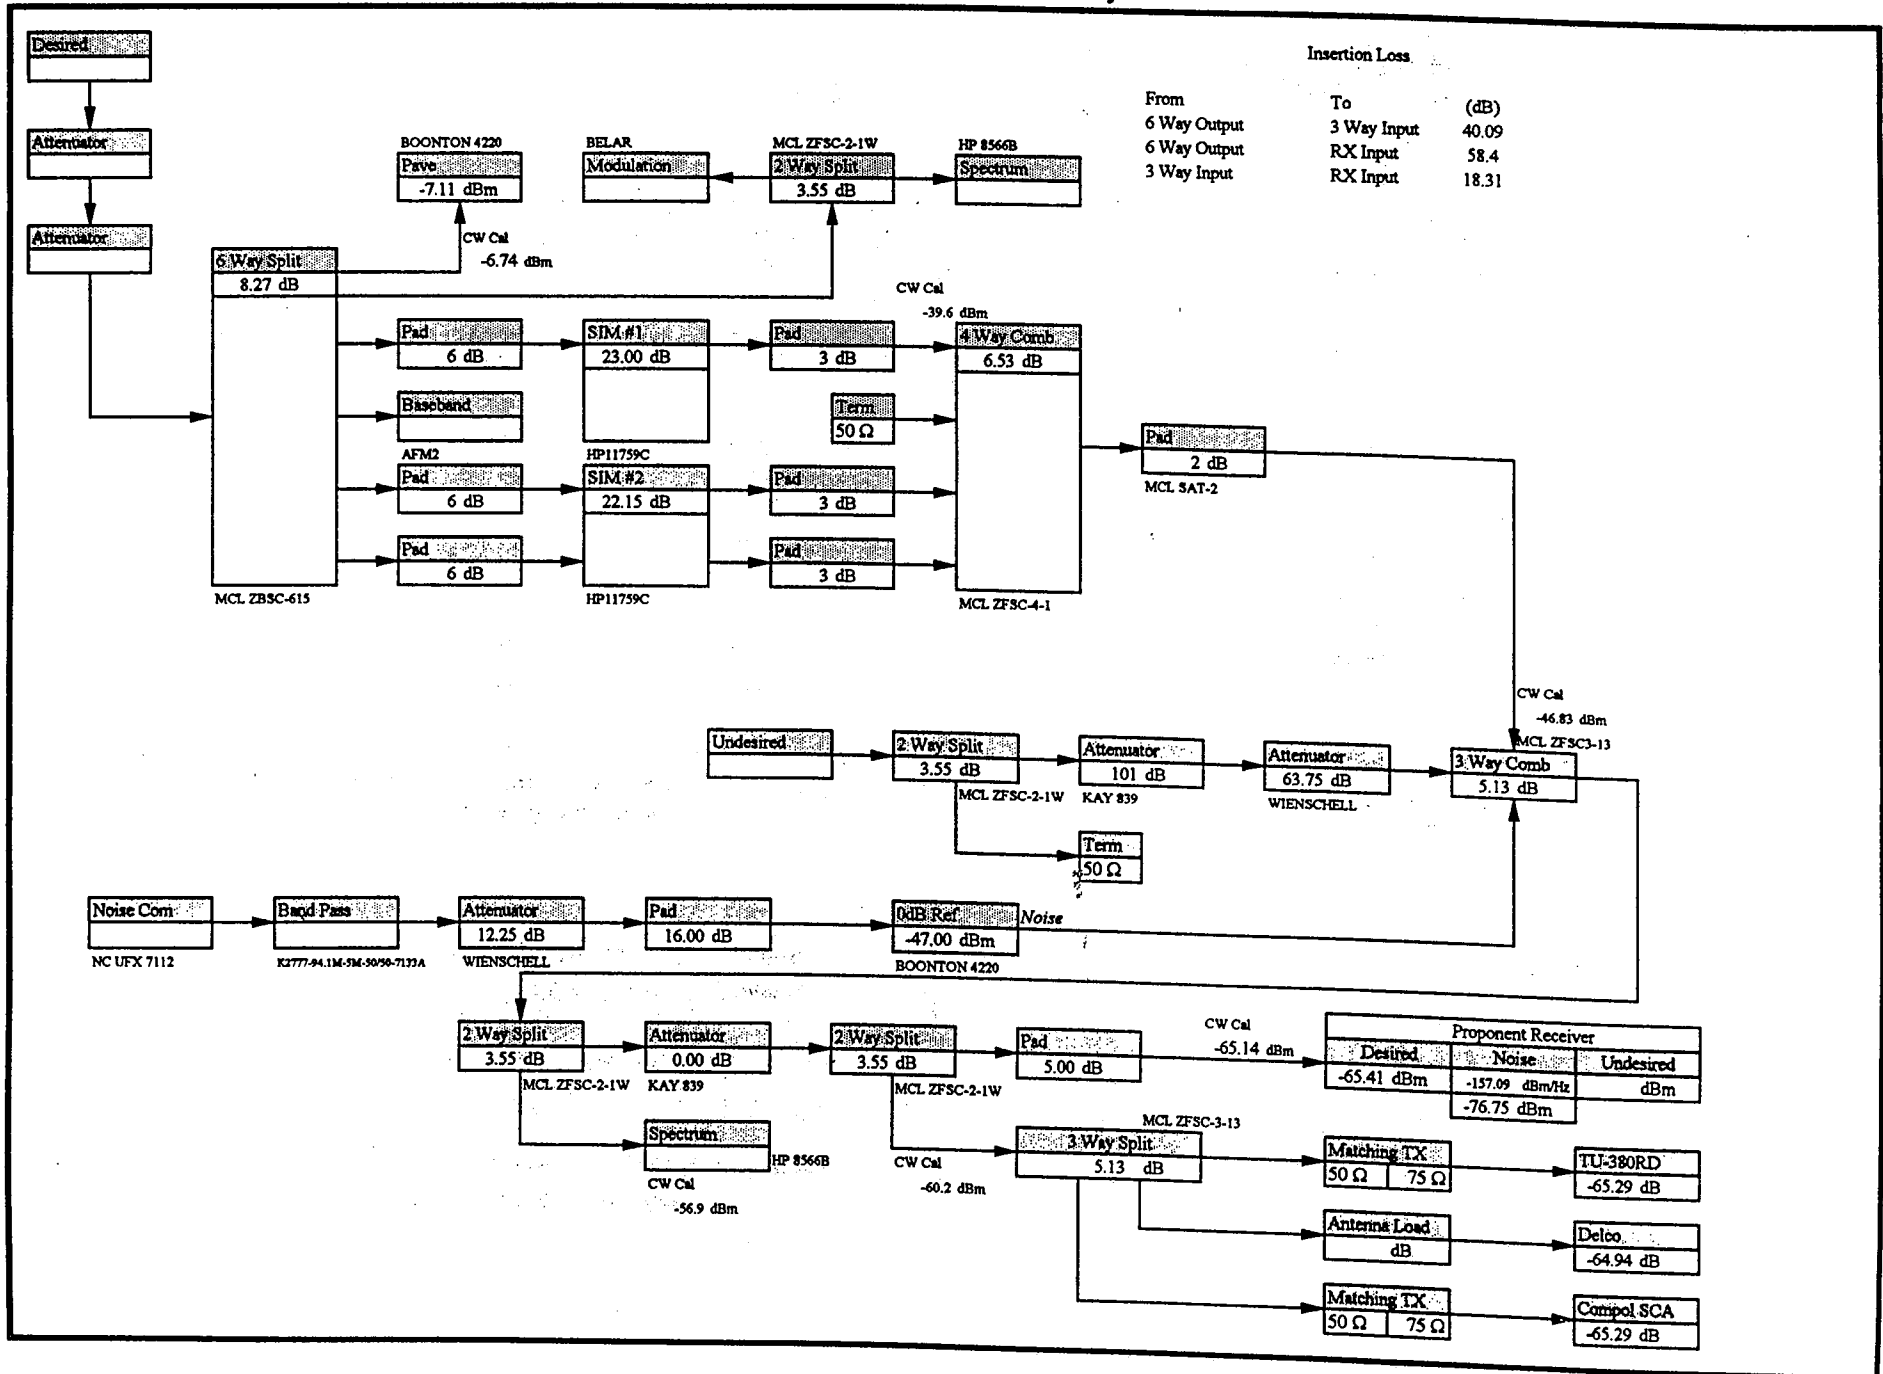 Desired
Attenuator
Attenuator
Insertion Loss
From To (dB)
6 Way Output 3 Way Input 40.09
6 Way Output RX Input 58.4
3 Way Input RX Input 18.31
BOONTON 4220
Pave
-7.11 dBm
BELAR
Modulation
MCL ZFSC-2-1W
2 Way Split
3.55 dB
HP 8566B
Spectrum
CW Cal
-6.74 dBm
6 Way Split
8.27 dB
MCL ZBSC-615
CW Cal
-39.6 dBm
Pad
6 dB
SIM #1
23.00 dB
HP11759C
Pad
3 dB
4 Way Comb
6.53 dB
MCL ZFSC-4-1
Baseband
AFM2
Term
50 Ω
Pad
6 dB
SIM #2
22.15 dB
HP11759C
Pad
3 dB
Pad
6 dB
Pad
3 dB
Pad
2 dB
MCL SAT-2
CW Cal
-46.83 dBm
MCL ZFSC3-13
3 Way Comb
5.13 dB
Undesired
2 Way Split
3.55 dB
MCL ZFSC-2-1W
Attenuator
101 dB
KAY 839
Attenuator
63.75 dB
WIENSCHELL
Term
50 Ω
Noise Com
NC UFX 7112
Band Pass
K2777-94.1M-5M-50/50-7133A
Attenuator
12.25 dB
WIENSCHELL
Pad
16.00 dB
0dB Ref
-47.00 dBm
BOONTON 4220
Noise
2 Way Split
3.55 dB
MCL ZFSC-2-1W
Attenuator
0.00 dB
KAY 839
2 Way Split
3.55 dB
MCL ZFSC-2-1W
Pad
5.00 dB
CW Cal
-65.14 dBm
Proponent Receiver
Desired Noise Undesired
-65.41 dBm -157.09 dBm/Hz dBm
-76.75 dBm
Spectrum
HP 8566B
CW Cal
-56.9 dBm
CW Cal
-60.2 dBm
MCL ZFSC-3-13
3 Way Split
5.13 dB
Matching TX
50 Ω 75 Ω
TU-380RD
-65.29 dB
Antenna Load
dB
Delco
-64.94 dB
Matching TX
50 Ω 75 Ω
Compol SCA
-65.29 dB